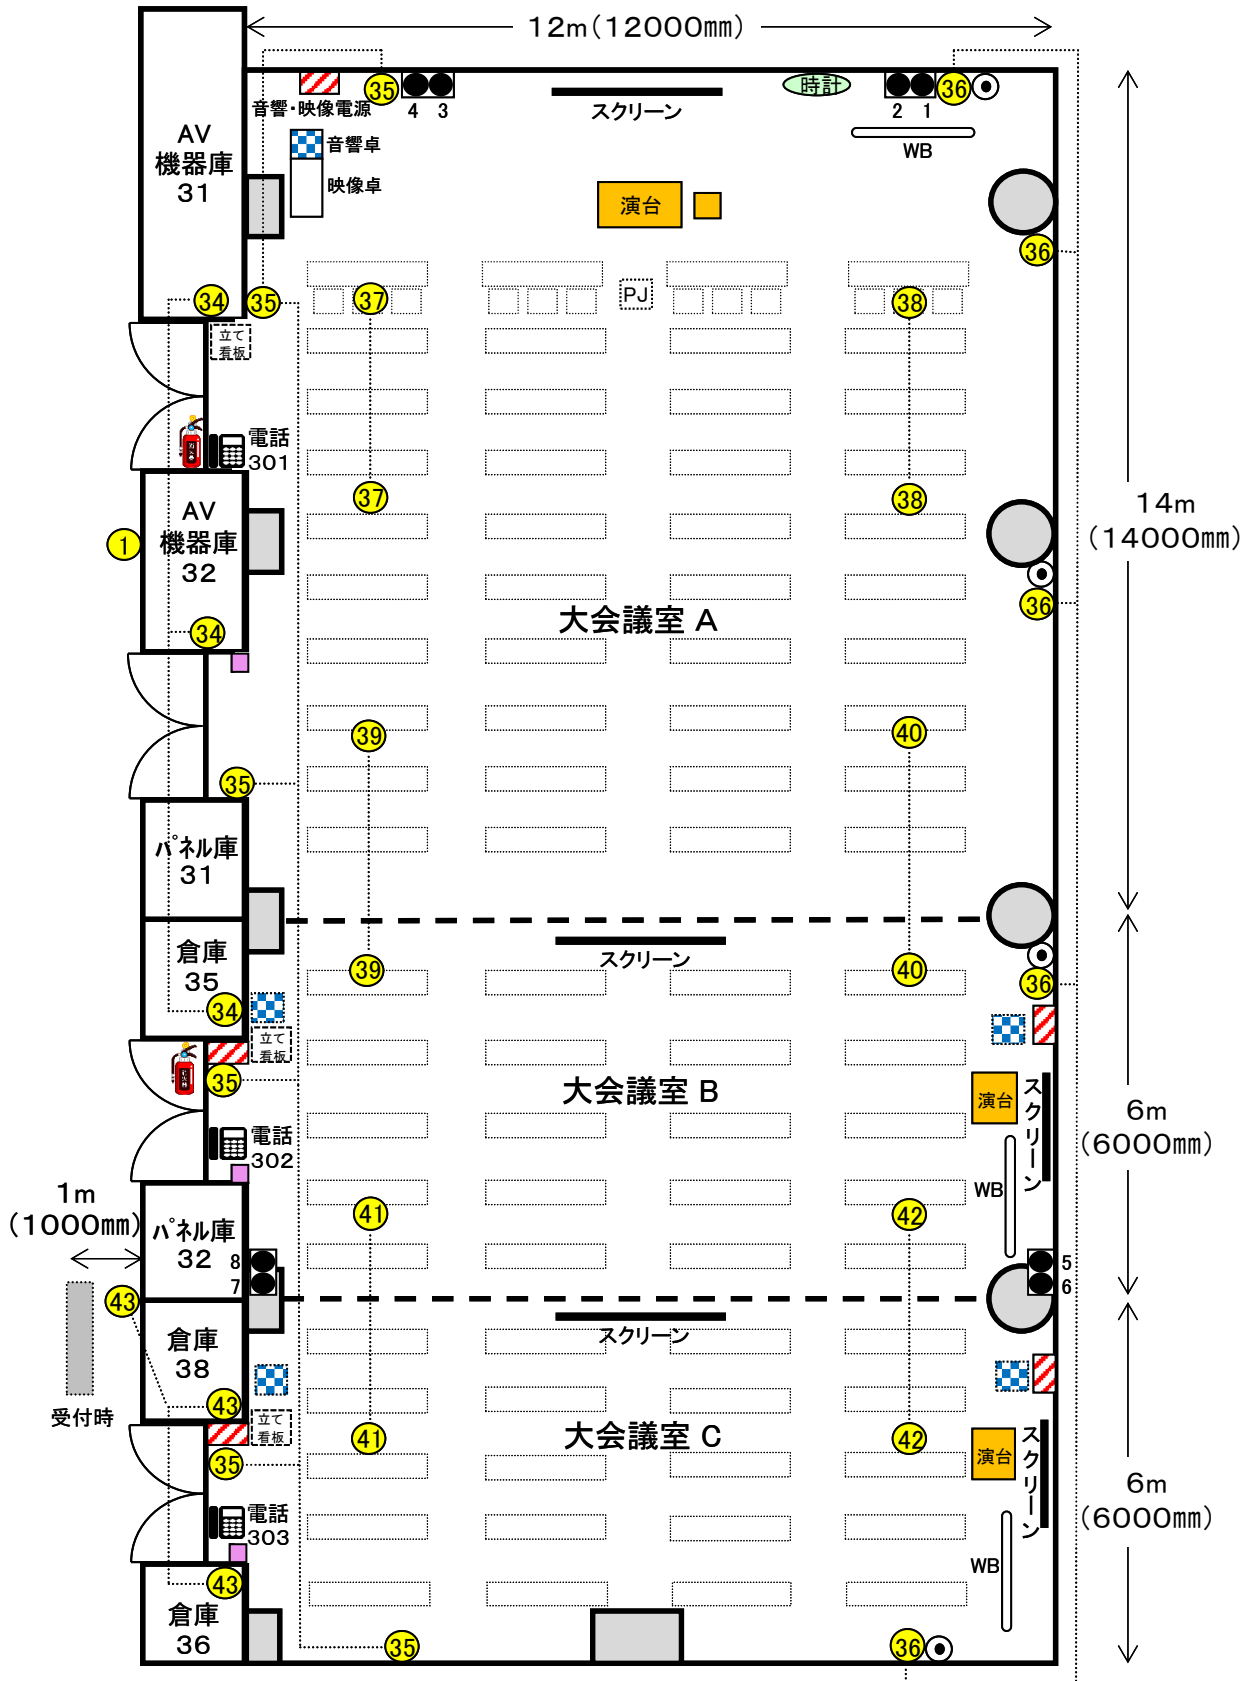 12m(12000㎜)
35
4 3
スクリーン
時計
2 1
36
音響・映像電源
音響卓
映像卓
WB
AV
機器庫
31
演台
36
34
35
37
PJ
38
立て
看板
電話
301
37
38
14m
(14000㎜)
AV
機器庫
32
1
36
大会議室 A
34
39
40
35
パネル庫
31
倉庫
35
スクリーン
39
40
36
34
立て
看板
35
大会議室 B
演台
スクリーン
6m
(6000㎜)
電話
302
WB
1m
(1000㎜)
パネル庫
32
41
42
8
7
5
6
43
倉庫
38
スクリーン
43
受付時
立て
看板
41
大会議室 C
42
演台
スクリーン
35
6m
(6000㎜)
電話
303
WB
43
倉庫
36
35
36